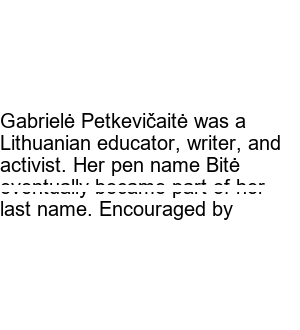 Gabrielė Petkevičaitė was a
Lithuanian educator, writer, and
activist. Her pen name Bitė
eventually became part of her
last name. Encouraged by